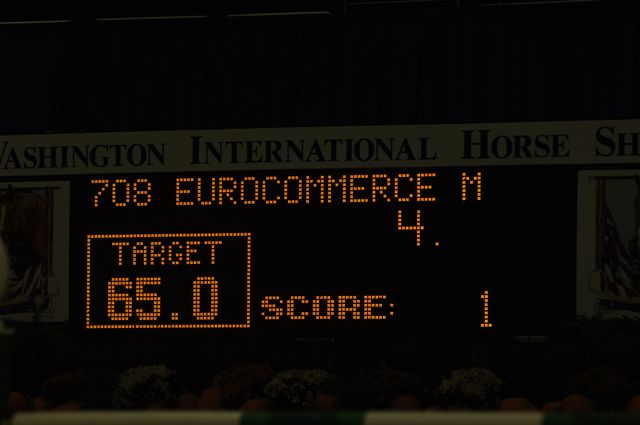 WASHINGTON INTERNATIONAL HORSE SH
708 EUROCOMMERCE M
4.
TARGET
65.0
SCORE: 1